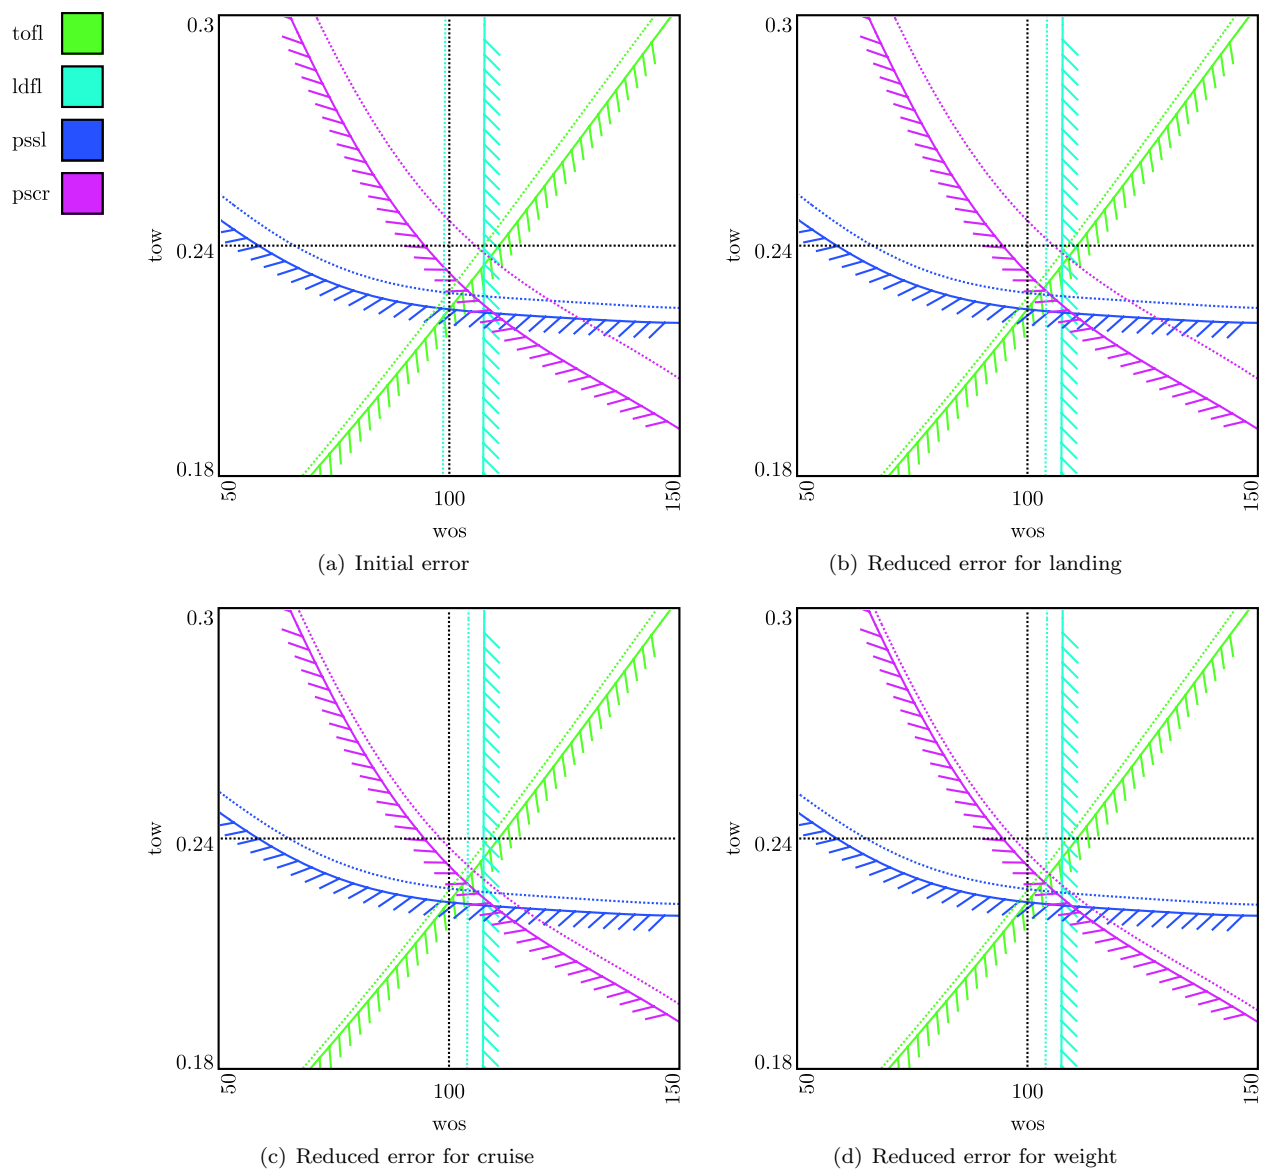 tofl
ldfl
pssl
pscr
0.3
0.24
0.18
tow
50
100
150
wos
(a) Initial error
0.3
0.24
0.18
tow
50
100
150
wos
(b) Reduced error for landing
0.3
0.24
0.18
tow
50
100
150
wos
(c) Reduced error for cruise
0.3
0.24
0.18
tow
50
100
150
wos
(d) Reduced error for weight